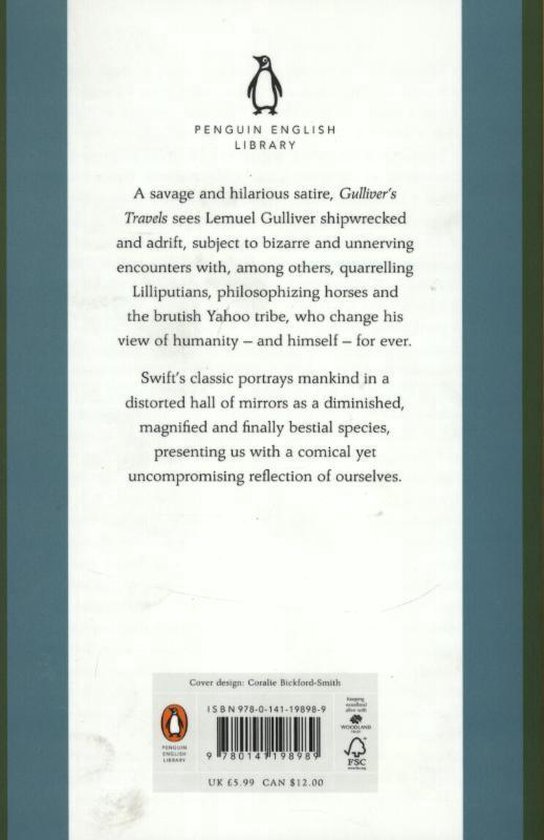 PENGUIN ENGLISH
LIBRARY
A savage and hilarious satire, Gulliver's
Travels sees Lemuel Gulliver shipwrecked
and adrift, subject to bizarre and unnerving
encounters with, among others, quarrelling
Lilliputians, philosophizing horses and
the brutish Yahoo tribe, who change his
view of humanity – and himself – for ever.
Swift's classic portrays mankind in a
distorted hall of mirrors as a diminished,
magnified and finally bestial species,
presenting us with a comical yet
uncompromising reflection of ourselves.
Cover design: Coralie Bickford-Smith
ISBN 978-0-141-19898-9
9 780141 198989
PENGUIN
ENGLISH
LIBRARY
Keeping
woodland
alive with
WOODLAND
FSC
UK £5.99 CAN $12.00